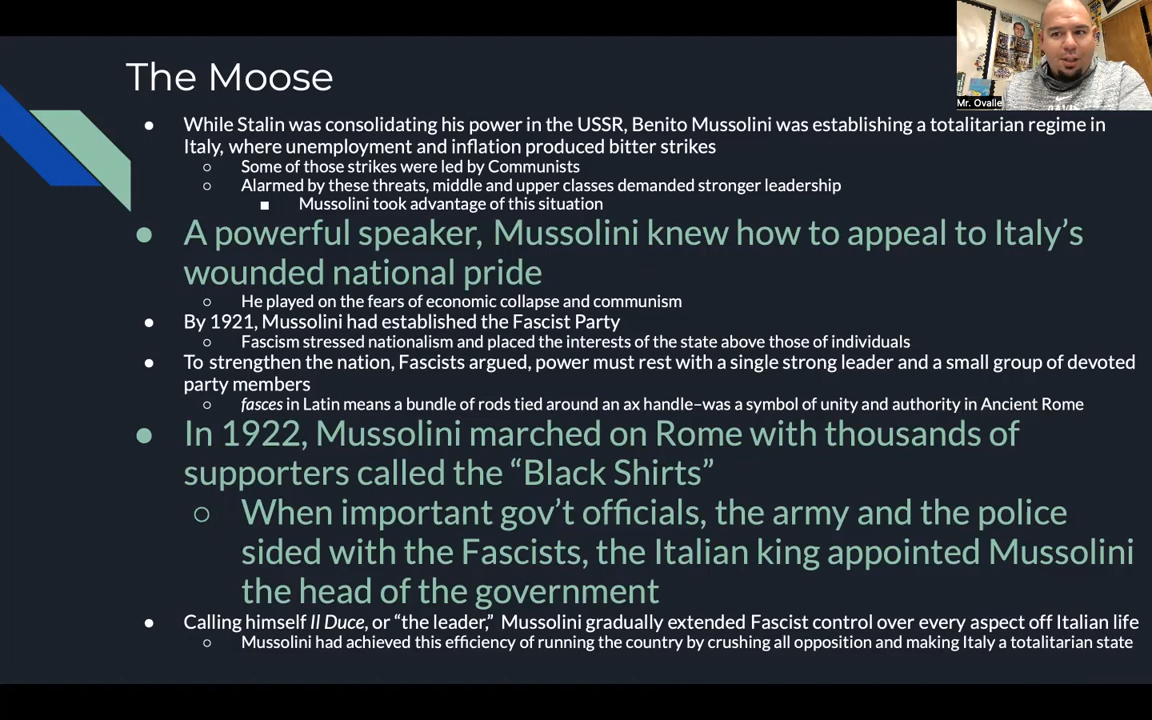 The Moose
● While Stalin was consolidating his power in the USSR, Benito Mussolini was establishing a totalitarian regime in
Italy, where unemployment and inflation produced bitter strikes
○ Some of those strikes were led by Communists
○ Alarmed by these threats, middle and upper classes demanded stronger leadership
■ Mussolini took advantage of this situation
● A powerful speaker, Mussolini knew how to appeal to Italy’s
wounded national pride
○ He played on the fears of economic collapse and communism
● By 1921, Mussolini had established the Fascist Party
○ Fascism stressed nationalism and placed the interests of the state above those of individuals
● To strengthen the nation, Fascists argued, power must rest with a single strong leader and a small group of devoted
party members
○ fasces in Latin means a bundle of rods tied around an ax handle–was a symbol of unity and authority in Ancient Rome
● In 1922, Mussolini marched on Rome with thousands of
supporters called the “Black Shirts”
○ When important gov’t officials, the army and the police
sided with the Fascists, the Italian king appointed Mussolini
the head of the government
● Calling himself Il Duce, or “the leader,” Mussolini gradually extended Fascist control over every aspect off Italian life
○ Mussolini had achieved this efficiency of running the country by crushing all opposition and making Italy a totalitarian state
Mr. Ovalle